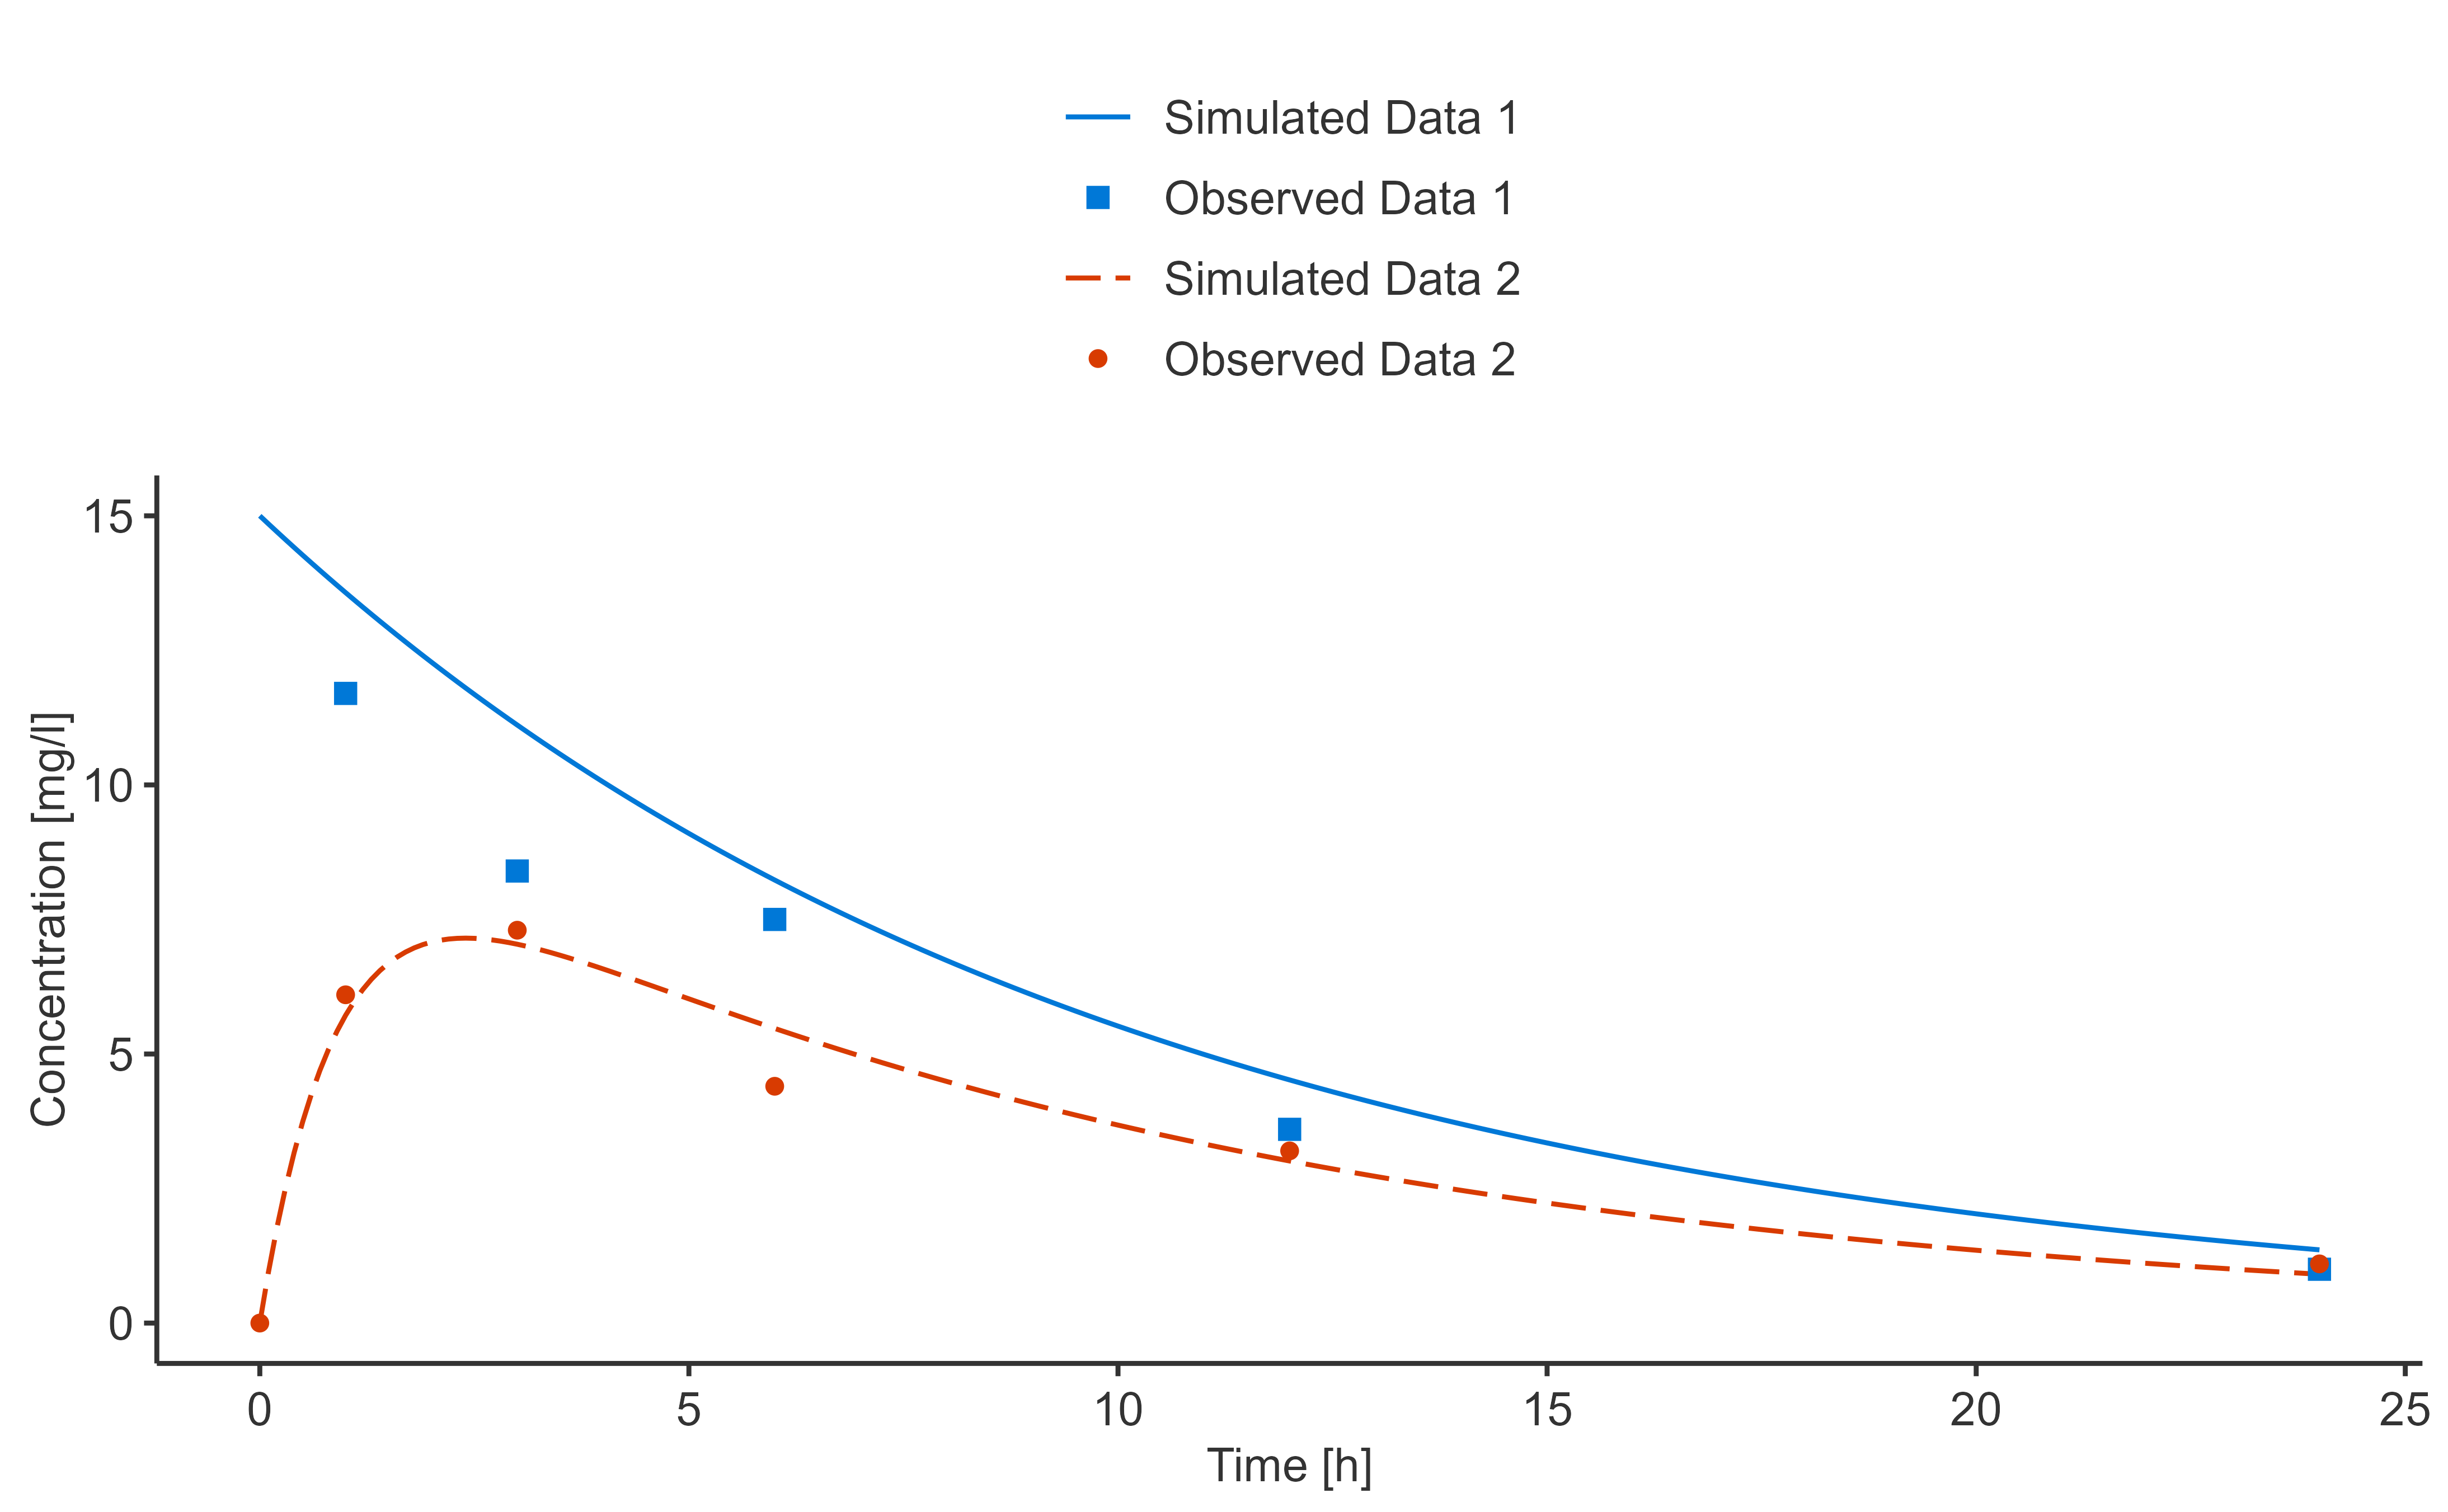 Simulated Data 1
Observed Data 1
Simulated Data 2
Observed Data 2
15
10
5
0
Concentration [mg/l]
0 5 10 15 20 25
Time [h]